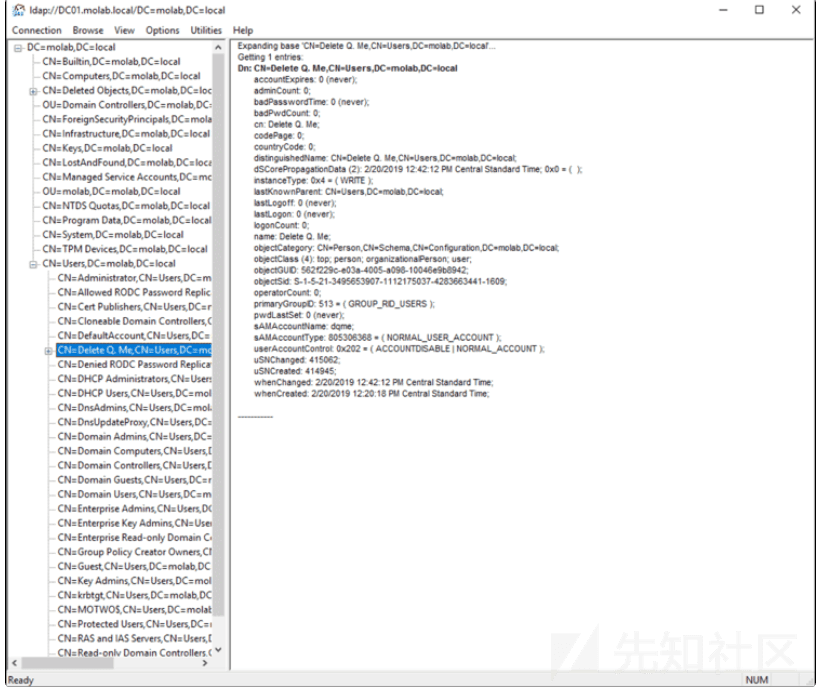 ldap://DC01.molab.local/DC=molab,DC=local
Connection Browse View Options Utilities Help
DC=molab,DC=local
CN=Builtin,DC=molab,DC=local
CN=Computers,DC=molab,DC=local
CN=Deleted Objects,DC=molab,DC=loc
OU=Domain Controllers,DC=molab,DC=
CN=ForeignSecurityPrincipals,DC=mola
CN=Infrastructure,DC=molab,DC=local
CN=Keys,DC=molab,DC=local
CN=LostAndFound,DC=molab,DC=loca
CN=Managed Service Accounts,DC=mc
OU=molab,DC=molab,DC=local
CN=NTDS Quotas,DC=molab,DC=local
CN=Program Data,DC=molab,DC=local
CN=System,DC=molab,DC=local
CN=TPM Devices,DC=molab,DC=local
CN=Users,DC=molab,DC=local
CN=Administrator,CN=Users,DC=m
CN=Allowed RODC Password Replic
CN=Cert Publishers,CN=Users,DC=r
CN=Cloneable Domain Controllers,C
CN=DefaultAccount,CN=Users,DC=
CN=Delete Q. Me,CN=Users,DC=mc
CN=Denied RODC Password Replica
CN=DHCP Administrators,CN=Users
CN=DHCP Users,CN=Users,DC=mol
CN=DnsAdmins,CN=Users,DC=mol
CN=DnsUpdateProxy,CN=Users,DC=
CN=Domain Admins,CN=Users,DC=
CN=Domain Computers,CN=Users,D
CN=Domain Controllers,CN=Users,D
CN=Domain Guests,CN=Users,DC=r
CN=Domain Users,CN=Users,DC=m
CN=Enterprise Admins,CN=Users,DC
CN=Enterprise Key Admins,CN=User
CN=Enterprise Read-only Domain C
CN=Group Policy Creator Owners,C
CN=Guest,CN=Users,DC=molab,DC
CN=Key Admins,CN=Users,DC=mol
CN=krbtgt,CN=Users,DC=molab,DC
CN=MOTWO$,CN=Users,DC=molab
CN=Protected Users,CN=Users,DC=
CN=RAS and IAS Servers,CN=Users,D
CN=Read-only Domain Controllers,C
Expanding base 'CN=Delete Q. Me,CN=Users,DC=molab,DC=local'...
Getting 1 entries:
Dn: CN=Delete Q. Me,CN=Users,DC=molab,DC=local
accountExpires: 0 (never);
adminCount: 0;
badPasswordTime: 0 (never);
badPwdCount: 0;
cn: Delete Q. Me;
codePage: 0;
countryCode: 0;
distinguishedName: CN=Delete Q. Me,CN=Users,DC=molab,DC=local;
dSCorePropagationData (2): 2/20/2019 12:42:12 PM Central Standard Time; 0x0 = ( );
instanceType: 0x4 = ( WRITE );
lastKnownParent: CN=Users,DC=molab,DC=local;
lastLogoff: 0 (never);
lastLogon: 0 (never);
logonCount: 0;
name: Delete Q. Me;
objectCategory: CN=Person,CN=Schema,CN=Configuration,DC=molab,DC=local;
objectClass (4): top; person; organizationalPerson; user;
objectGUID: 562f229c-e03a-4005-a098-10046e9b8942;
objectSid: S-1-5-21-3495653907-1112175037-4283663441-1609;
operatorCount: 0;
primaryGroupID: 513 = ( GROUP_RID_USERS );
pwdLastSet: 0 (never);
sAMAccountName: dqme;
sAMAccountType: 805306368 = ( NORMAL_USER_ACCOUNT );
userAccountControl: 0x202 = ( ACCOUNTDISABLE | NORMAL_ACCOUNT );
uSNChanged: 415062;
uSNCreated: 414945;
whenChanged: 2/20/2019 12:42:12 PM Central Standard Time;
whenCreated: 2/20/2019 12:20:18 PM Central Standard Time;
-----------
先知社区
Ready
NUM